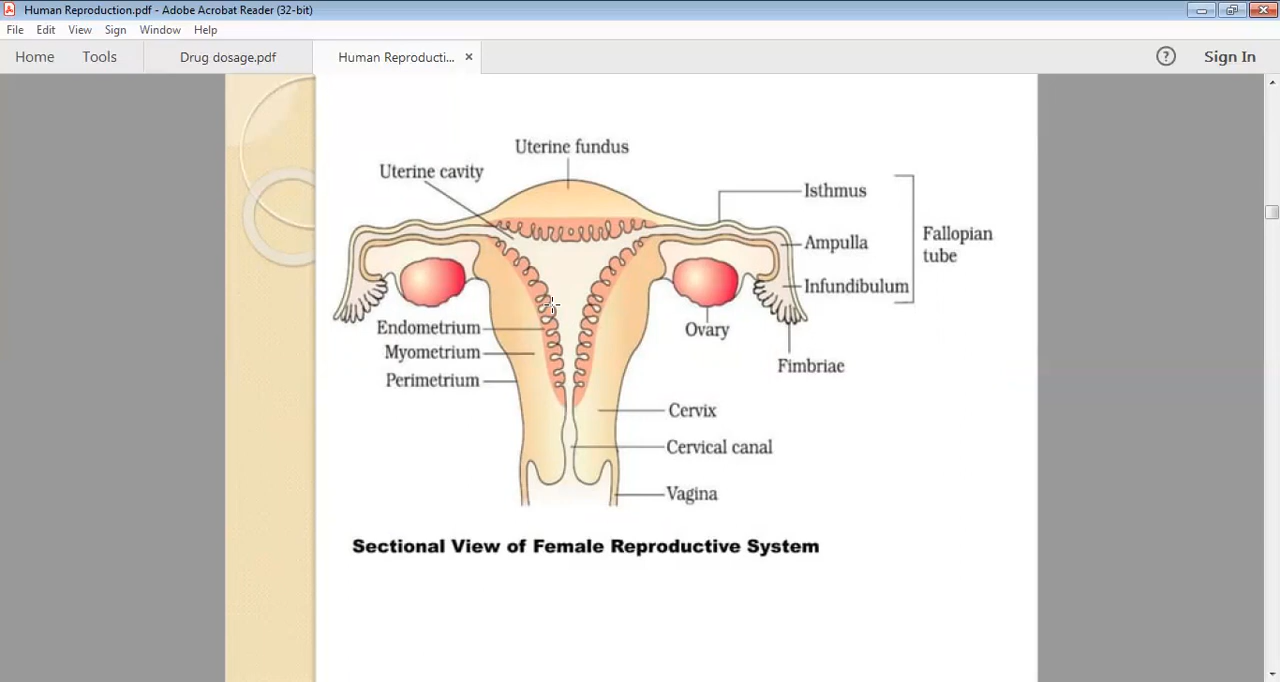 Human Reproduction.pdf - Adobe Acrobat Reader (32-bit)
File Edit View Sign Window Help
Home Tools Drug dosage.pdf Human Reproducti... × ? Sign In
Uterine fundus
Uterine cavity
Isthmus
Ampulla
Fallopian
tube
Infundibulum
Endometrium
Ovary
Myometrium
Fimbriae
Perimetrium
Cervix
Cervical canal
Vagina
Sectional View of Female Reproductive System